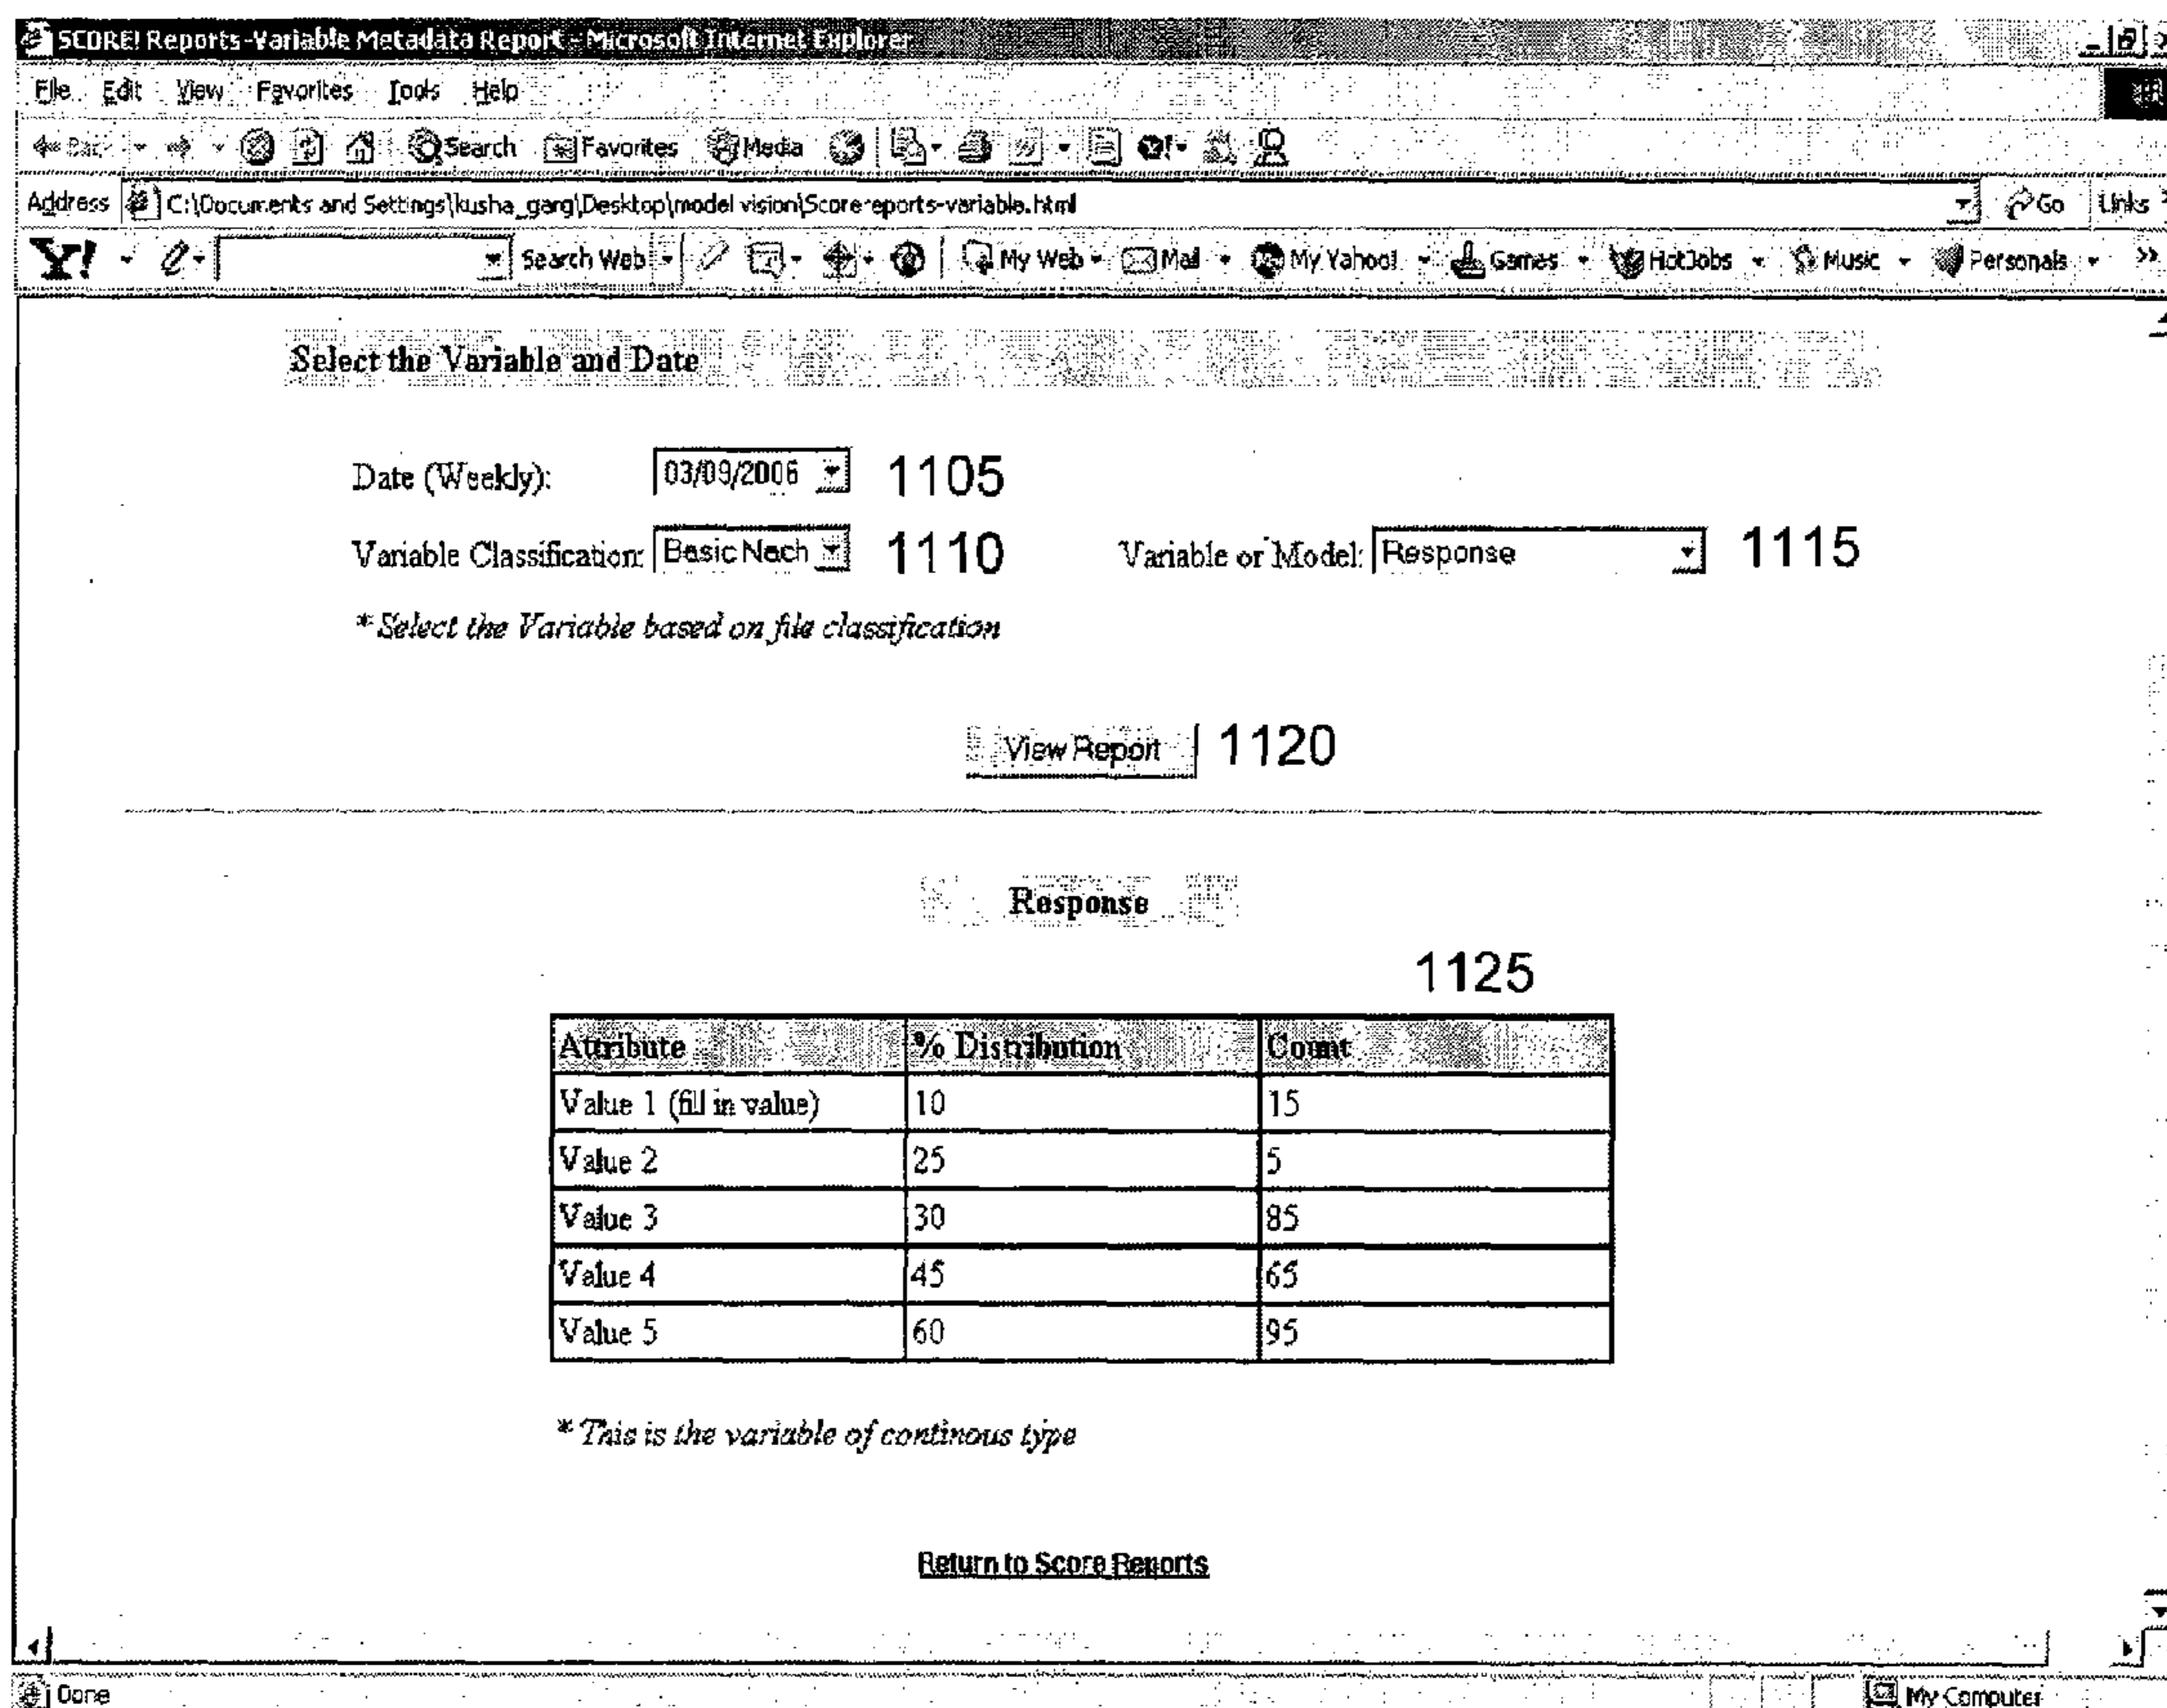 SCORE! Reports-Variable Metadata Report - Microsoft Internet Explorer
File Edit View Favorites Tools Help
Back Search Favorites Media
Address C:\Documents and Settings\kusha_garg\Desktop\model vision\Scorereports-variable.html Go Links
Y! Search Web My Web Mail My Yahoo! Games HotJobs Music Personals >>
Select the Variable and Date
Date (Weekly): 03/09/2006 1105
Variable Classification: Basic Nech 1110 Variable or Model: Response 1115
* Select the Variable based on file classification
View Report 1120
Response
1125
Attribute % Distribution Count
Value 1 (fill in value) 10 15
Value 2 25 5
Value 3 30 85
Value 4 45 65
Value 5 60 95
* This is the variable of continous type
Return to Score Reports
Done My Computer